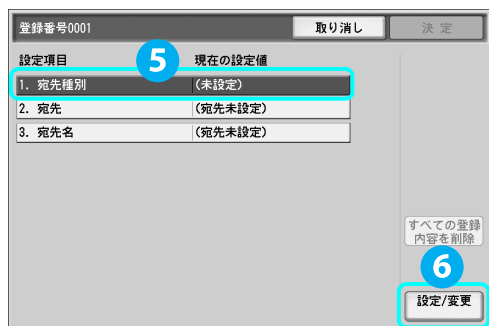 登録番号0001 取り消し 決 定
設定項目 5 現在の設定値
1. 宛先種別 (未設定)
2. 宛先 (宛先未設定)
3. 宛先名 (宛先未設定)
すべての登録
内容を削除
6
設定/変更